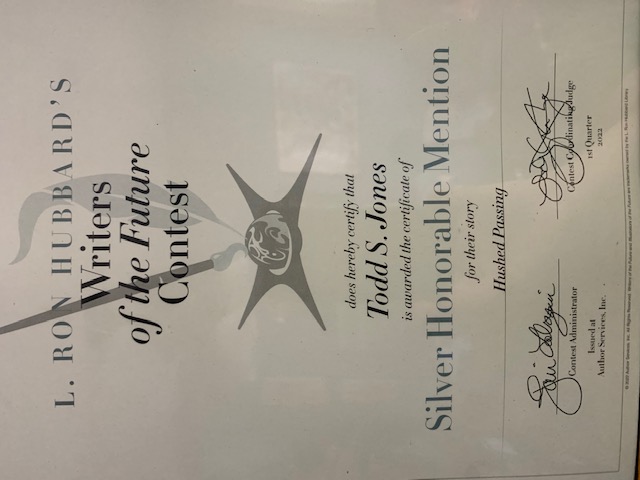 L. RON HUBBARD'S
Writers
of the Future
Contest
does hereby certify that
Todd S. Jones
is awarded the certificate of
Silver Honorable Mention
for their story
Hushed Passing
Contest Administrator
Issued at
Author Services, Inc.
Contest Coordinating Judge
1st Quarter
2022